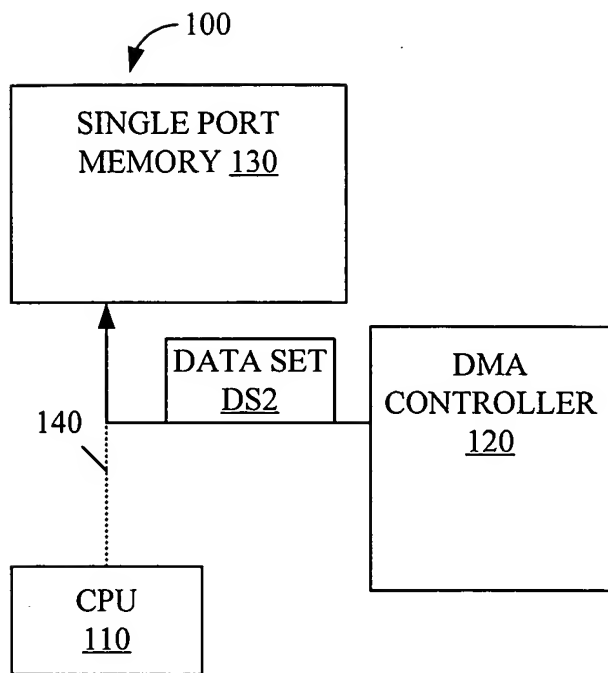 100
SINGLE PORT
MEMORY 130
DATA SET
DS2
DMA
CONTROLLER
120
140
CPU
110